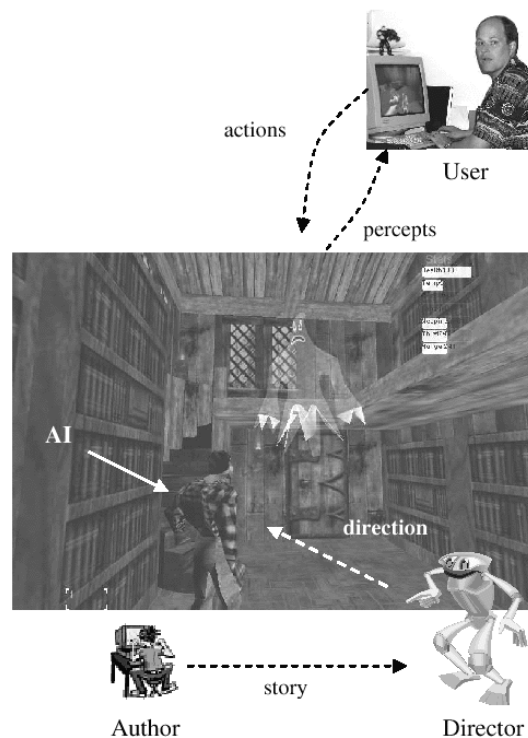 actions
User
percepts
AI
direction
story
Author
Director